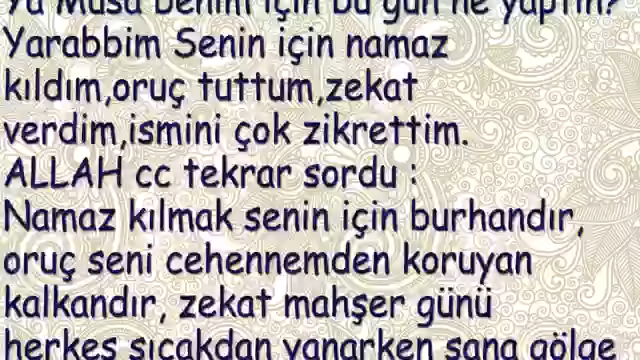 Ya Musa benim için bu gün ne yaptın?
Yarabbim Senin için namaz
kıldım,oruç tuttum,zekat
verdim,ismini çok zikrettim.
ALLAH cc tekrar sordu :
Namaz kılmak senin için burhandır,
oruç seni cehennemden koruyan
kalkandır, zekat mahşer günü
herkes sıcakdan yanarken sana gölge